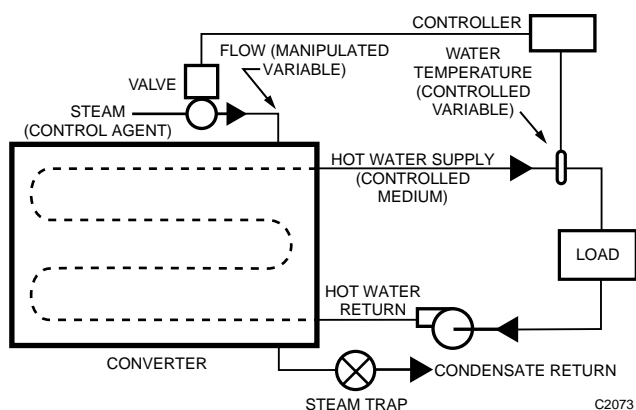 CONTROLLER
FLOW (MANIPULATED
VARIABLE)
WATER
TEMPERATURE
(CONTROLLED
VARIABLE)
VALVE
STEAM
(CONTROL AGENT)
HOT WATER SUPPLY
(CONTROLLED
MEDIUM)
LOAD
HOT WATER
RETURN
CONVERTER
CONDENSATE RETURN
STEAM TRAP
C2073